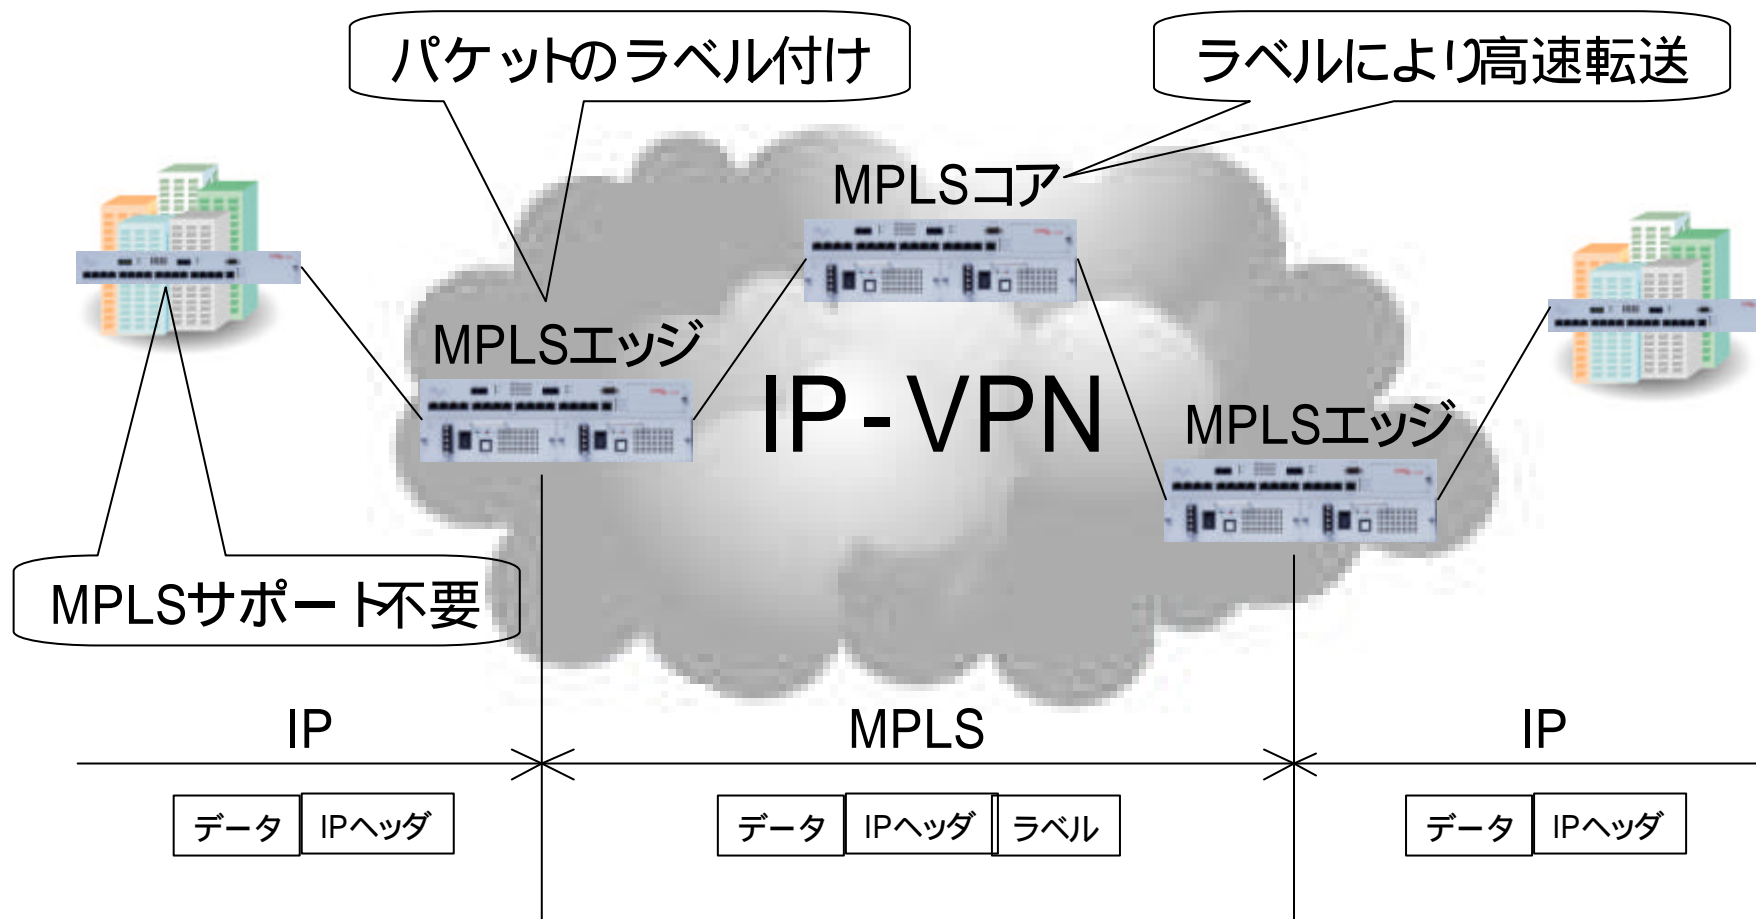 パケットのラベル付け
ラベルにより高速転送
MPLSコア
MPLSエッジ
IP-VPN
MPLSエッジ
MPLSサポート不要
IP
MPLS
IP
データ IPヘッダ
データ IPヘッダ ラベル
データ IPヘッダ